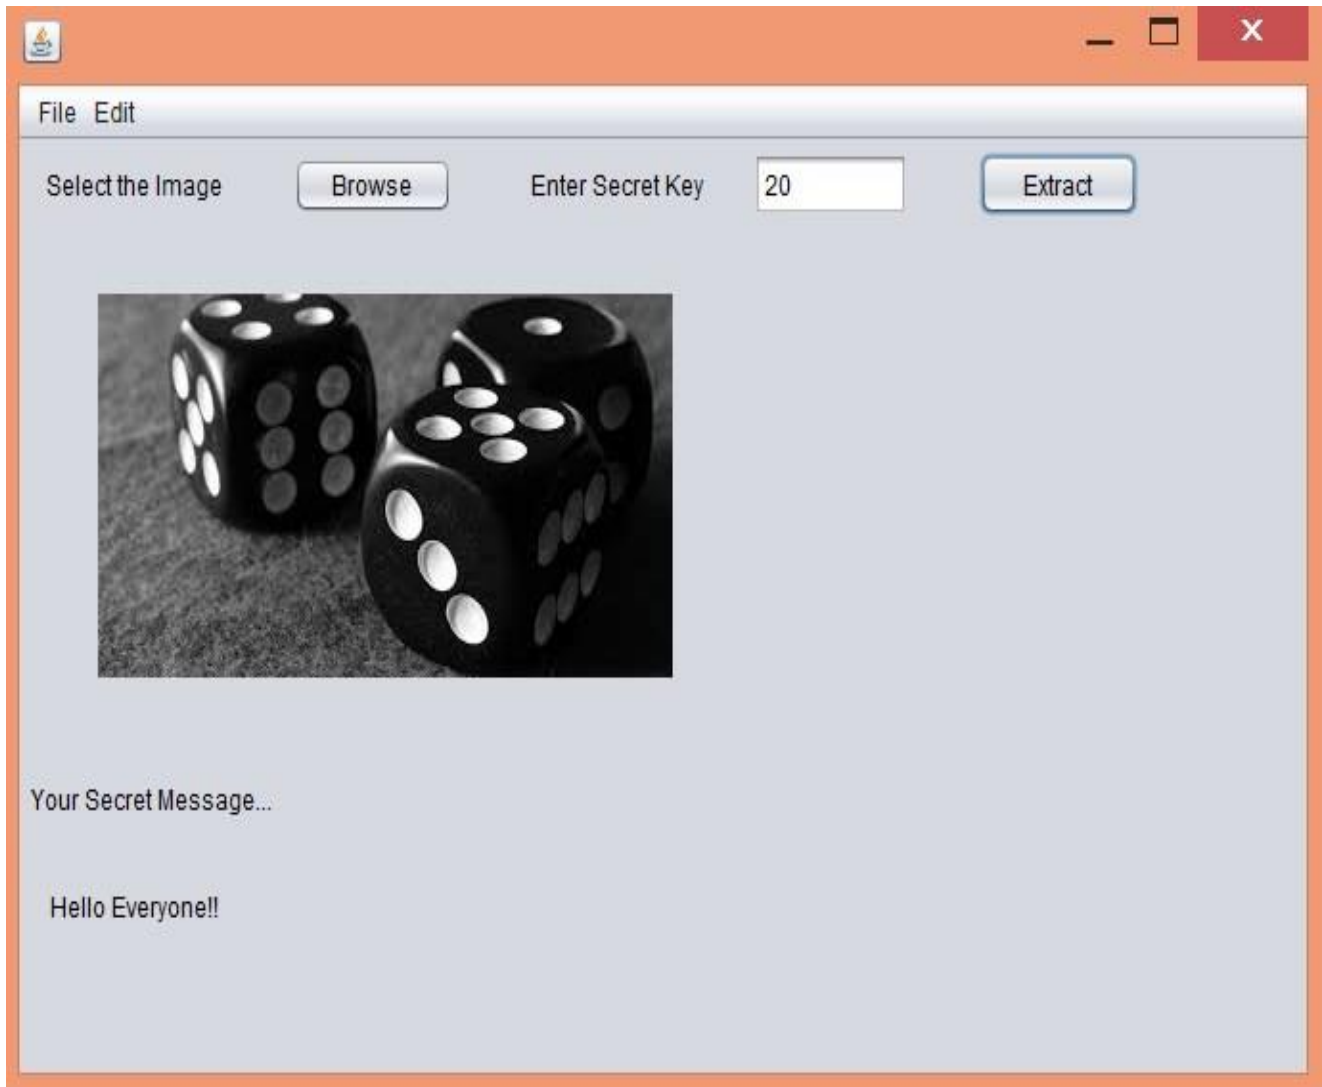 File Edit
Select the Image Browse Enter Secret Key 20 Extract
Your Secret Message...
Hello Everyone!!